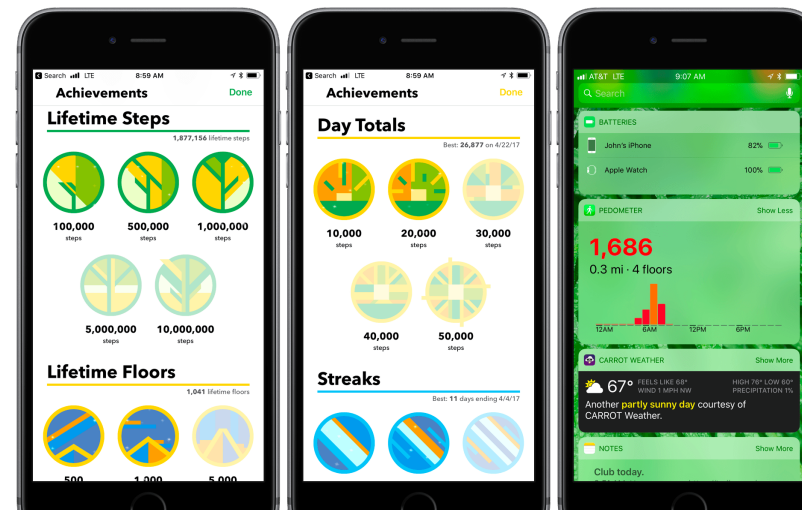 Search LTE 8:59 AM
Achievements Done
Lifetime Steps
1,877,156 lifetime steps
100,000 500,000 1,000,000
steps steps steps
5,000,000 10,000,000
steps steps
Lifetime Floors
1,041 lifetime floors
500 1,000 5,000
Search LTE 8:59 AM
Achievements Done
Day Totals
Best: 26,877 on 4/22/17
10,000 20,000 30,000
steps steps steps
40,000 50,000
steps steps
Streaks
Best: 11 days ending 4/4/17
AT&T LTE 9:07 AM
Search
BATTERIES
John's iPhone 82%
Apple Watch 100%
PEDOMETER Show Less
1,686
0.3 mi · 4 floors
12AM 6AM 12PM 6PM
CARROT WEATHER Show More
67° FEELS LIKE 68° HIGH 76° LOW 60°
WIND 1 MPH NW PRECIPITATION 1%
Another partly sunny day courtesy of
CARROT Weather.
NOTES Show More
Club today.